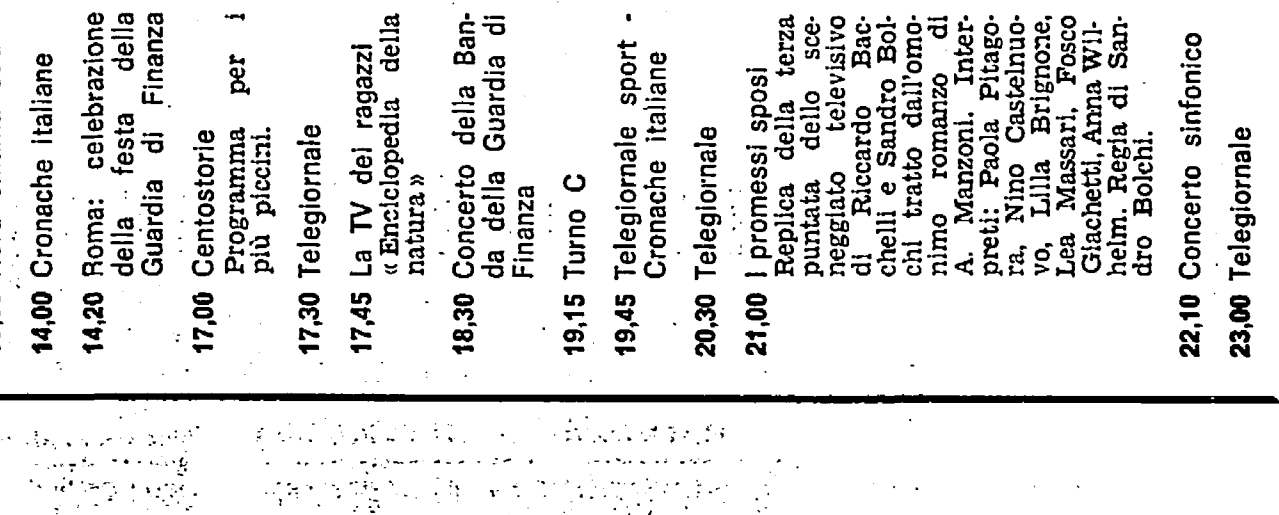 14,00 Cronache italiane
14,20 Roma: celebrazione
della festa della
Guardia di Finanza
17,00 Centostorie
Programma per i
più piccini.
17,30 Telegiornale
17,45 La TV dei ragazzi
« Enciclopedia della
natura »
18,30 Concerto della Ban-
da della Guardia di
Finanza
19,15 Turno C
19,45 Telegiornale sport -
Cronache italiane
20,30 Telegiornale
21,00 I promessi sposi
Replica della terza
puntata dello sce-
neggiato televisivo
di Riccardo Bac-
chelli e Sandro Bol-
chi tratto dall'omo-
nimo romanzo di
A. Manzoni. Inter-
preti: Paola Pitago-
ra, Nino Castelnuo-
vo, Lilla Brignone,
Lea Massari, Fosco
Giachetti, Anna Wil-
helm. Regia di San-
dro Bolchi.
22,10 Concerto sinfonico
23,00 Telegiornale